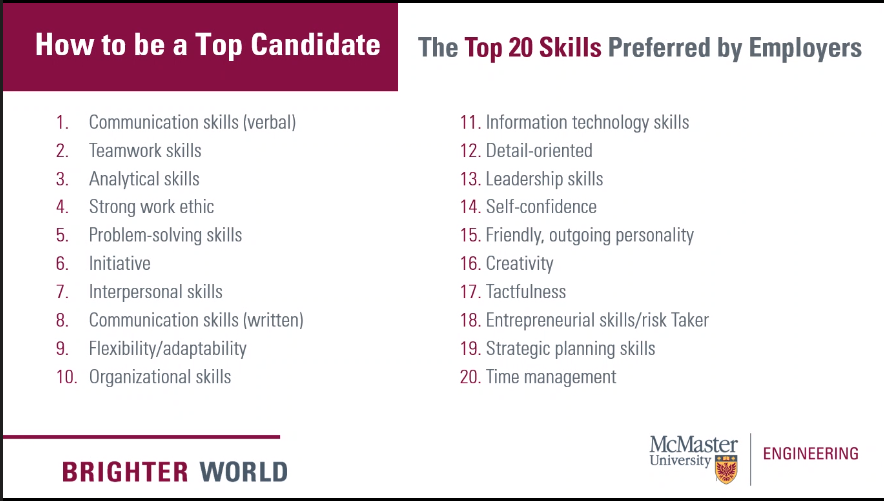 How to be a Top Candidate
The Top 20 Skills Preferred by Employers
1. Communication skills (verbal)
2. Teamwork skills
3. Analytical skills
4. Strong work ethic
5. Problem-solving skills
6. Initiative
7. Interpersonal skills
8. Communication skills (written)
9. Flexibility/adaptability
10. Organizational skills
11. Information technology skills
12. Detail-oriented
13. Leadership skills
14. Self-confidence
15. Friendly, outgoing personality
16. Creativity
17. Tactfulness
18. Entrepreneurial skills/risk Taker
19. Strategic planning skills
20. Time management
BRIGHTER WORLD
McMaster
University
ENGINEERING